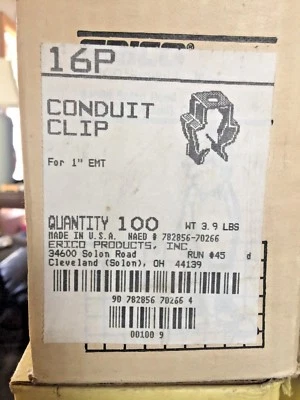 ERICO
16P
CONDUIT
CLIP
For 1" EMT
QUANTITY 100 WT 3.9 LBS
MADE IN U.S.A. NAED # 782856-70266
ERICO PRODUCTS, INC.
34600 Solon Road RUN #45 d
Cleveland (Solon), OH 44139
90 782856 70266 4
00100 9